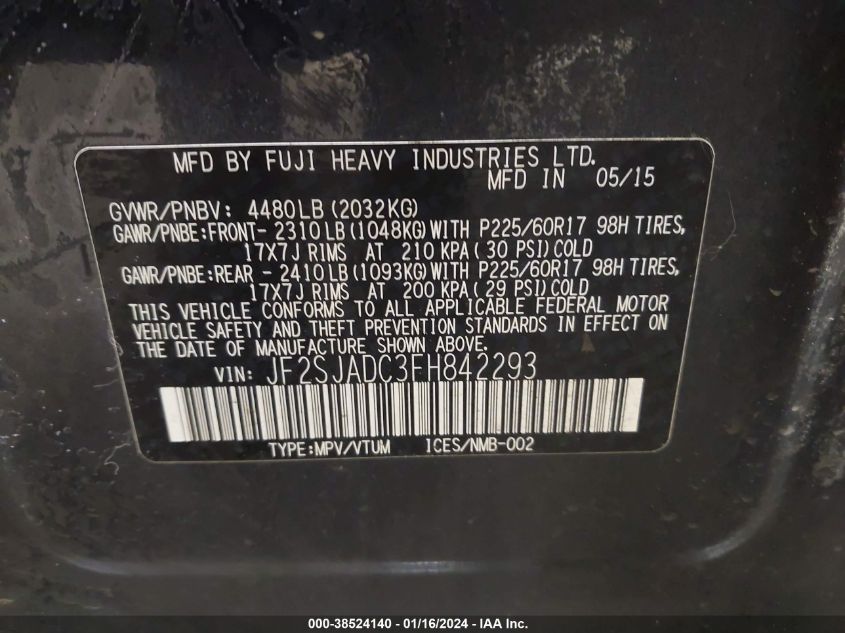 MFD BY FUJI HEAVY INDUSTRIES LTD.
MFD IN 05/15
GVWR/PNBV: 4480LB (2032KG)
GAWR/PNBE:FRONT- 2310LB (1048KG) WITH P225/60R17 98H TIRES,
17X7J RIMS AT 210 KPA ( 30 PSI) COLD
GAWR/PNBE:REAR - 2410LB (1093KG) WITH P225/60R17 98H TIRES,
17X7J RIMS AT 200 KPA ( 29 PSI) COLD
THIS VEHICLE CONFORMS TO ALL APPLICABLE FEDERAL MOTOR
VEHICLE SAFETY AND THEFT PREVENTION STANDARDS IN EFFECT ON
THE DATE OF MANUFACTURE SHOWN ABOVE.
VIN: JF2SJADC3FH842293
TYPE:MPV/VTUM ICES/NMB-002
000-38524140 - 01/16/2024 - IAA Inc.